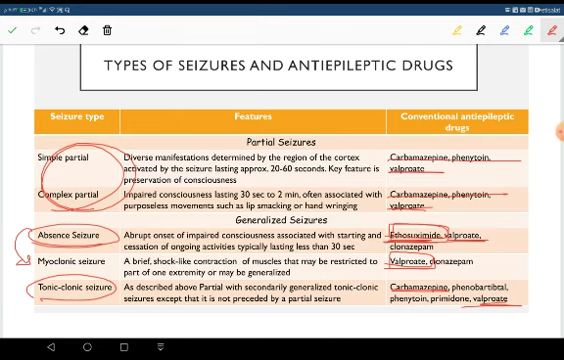 TYPES OF SEIZURES AND ANTIEPILEPTIC DRUGS
Seizure type Features Conventional antiepileptic drugs
Partial Seizures
Simple partial Diverse manifestations determined by the region of the cortex Carbamazepine, phenytoin,
activated by the seizure lasting approx. 20-60 seconds. Key feature is valproate
preservation of consciousness
Complex partial Impaired consciousness lasting 30 sec to 2 min, often associated with Carbamazepine, phenytoin,
purposeless movements such as lip smacking or hand wringing valproate
Generalized Seizures
Absence Seizure Abrupt onset of impaired consciousness associated with starting and Ethosuximide, valproate,
cessation of ongoing activities typically lasting less than 30 sec clonazepam
Myoclonic seizure A brief, shock-like contraction of muscles that may be restricted to Valproate, clonazepam
part of one extremity or may be generalized
Tonic-clonic seizure As described above Partial with secondarily generalized tonic-clonic Carbamazepine, phenobarbital,
seizures except that it is not preceded by a partial seizure phenytoin, primidone, valproate